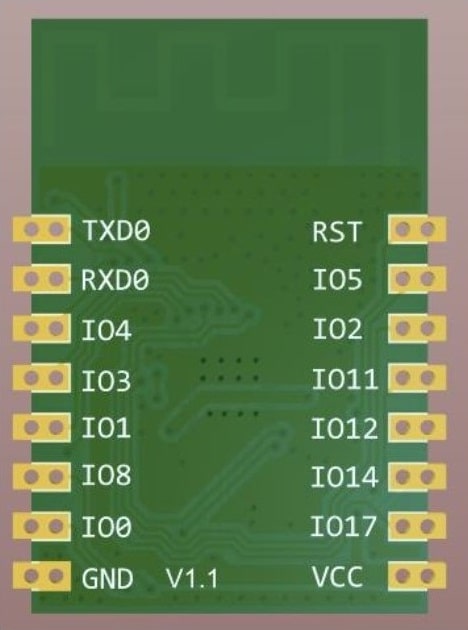 TXD0 RST
RXD0 IO5
IO4 IO2
IO3 IO11
IO1 IO12
IO8 IO14
IO0 IO17
GND V1.1 VCC